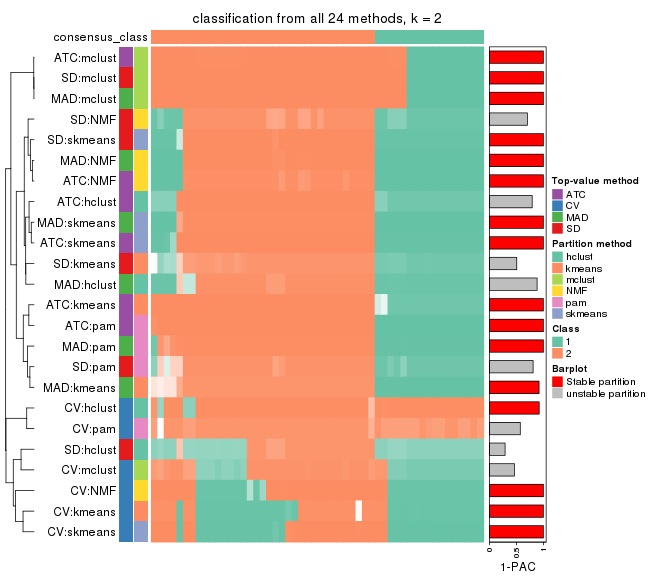 classification from all 24 methods, k = 2
consensus_class
ATC:mclust
SD:mclust
MAD:mclust
SD:NMF
SD:skmeans
MAD:NMF
ATC:NMF
ATC:hclust
MAD:skmeans
ATC:skmeans
SD:kmeans
MAD:hclust
ATC:kmeans
ATC:pam
MAD:pam
SD:pam
MAD:kmeans
CV:hclust
CV:pam
SD:hclust
CV:mclust
CV:NMF
CV:kmeans
CV:skmeans
0
0.5
1
1-PAC
Top-value method
ATC
CV
MAD
SD
Partition method
hclust
kmeans
mclust
NMF
pam
skmeans
Class
1
2
Barplot
Stable partition
unstable partition